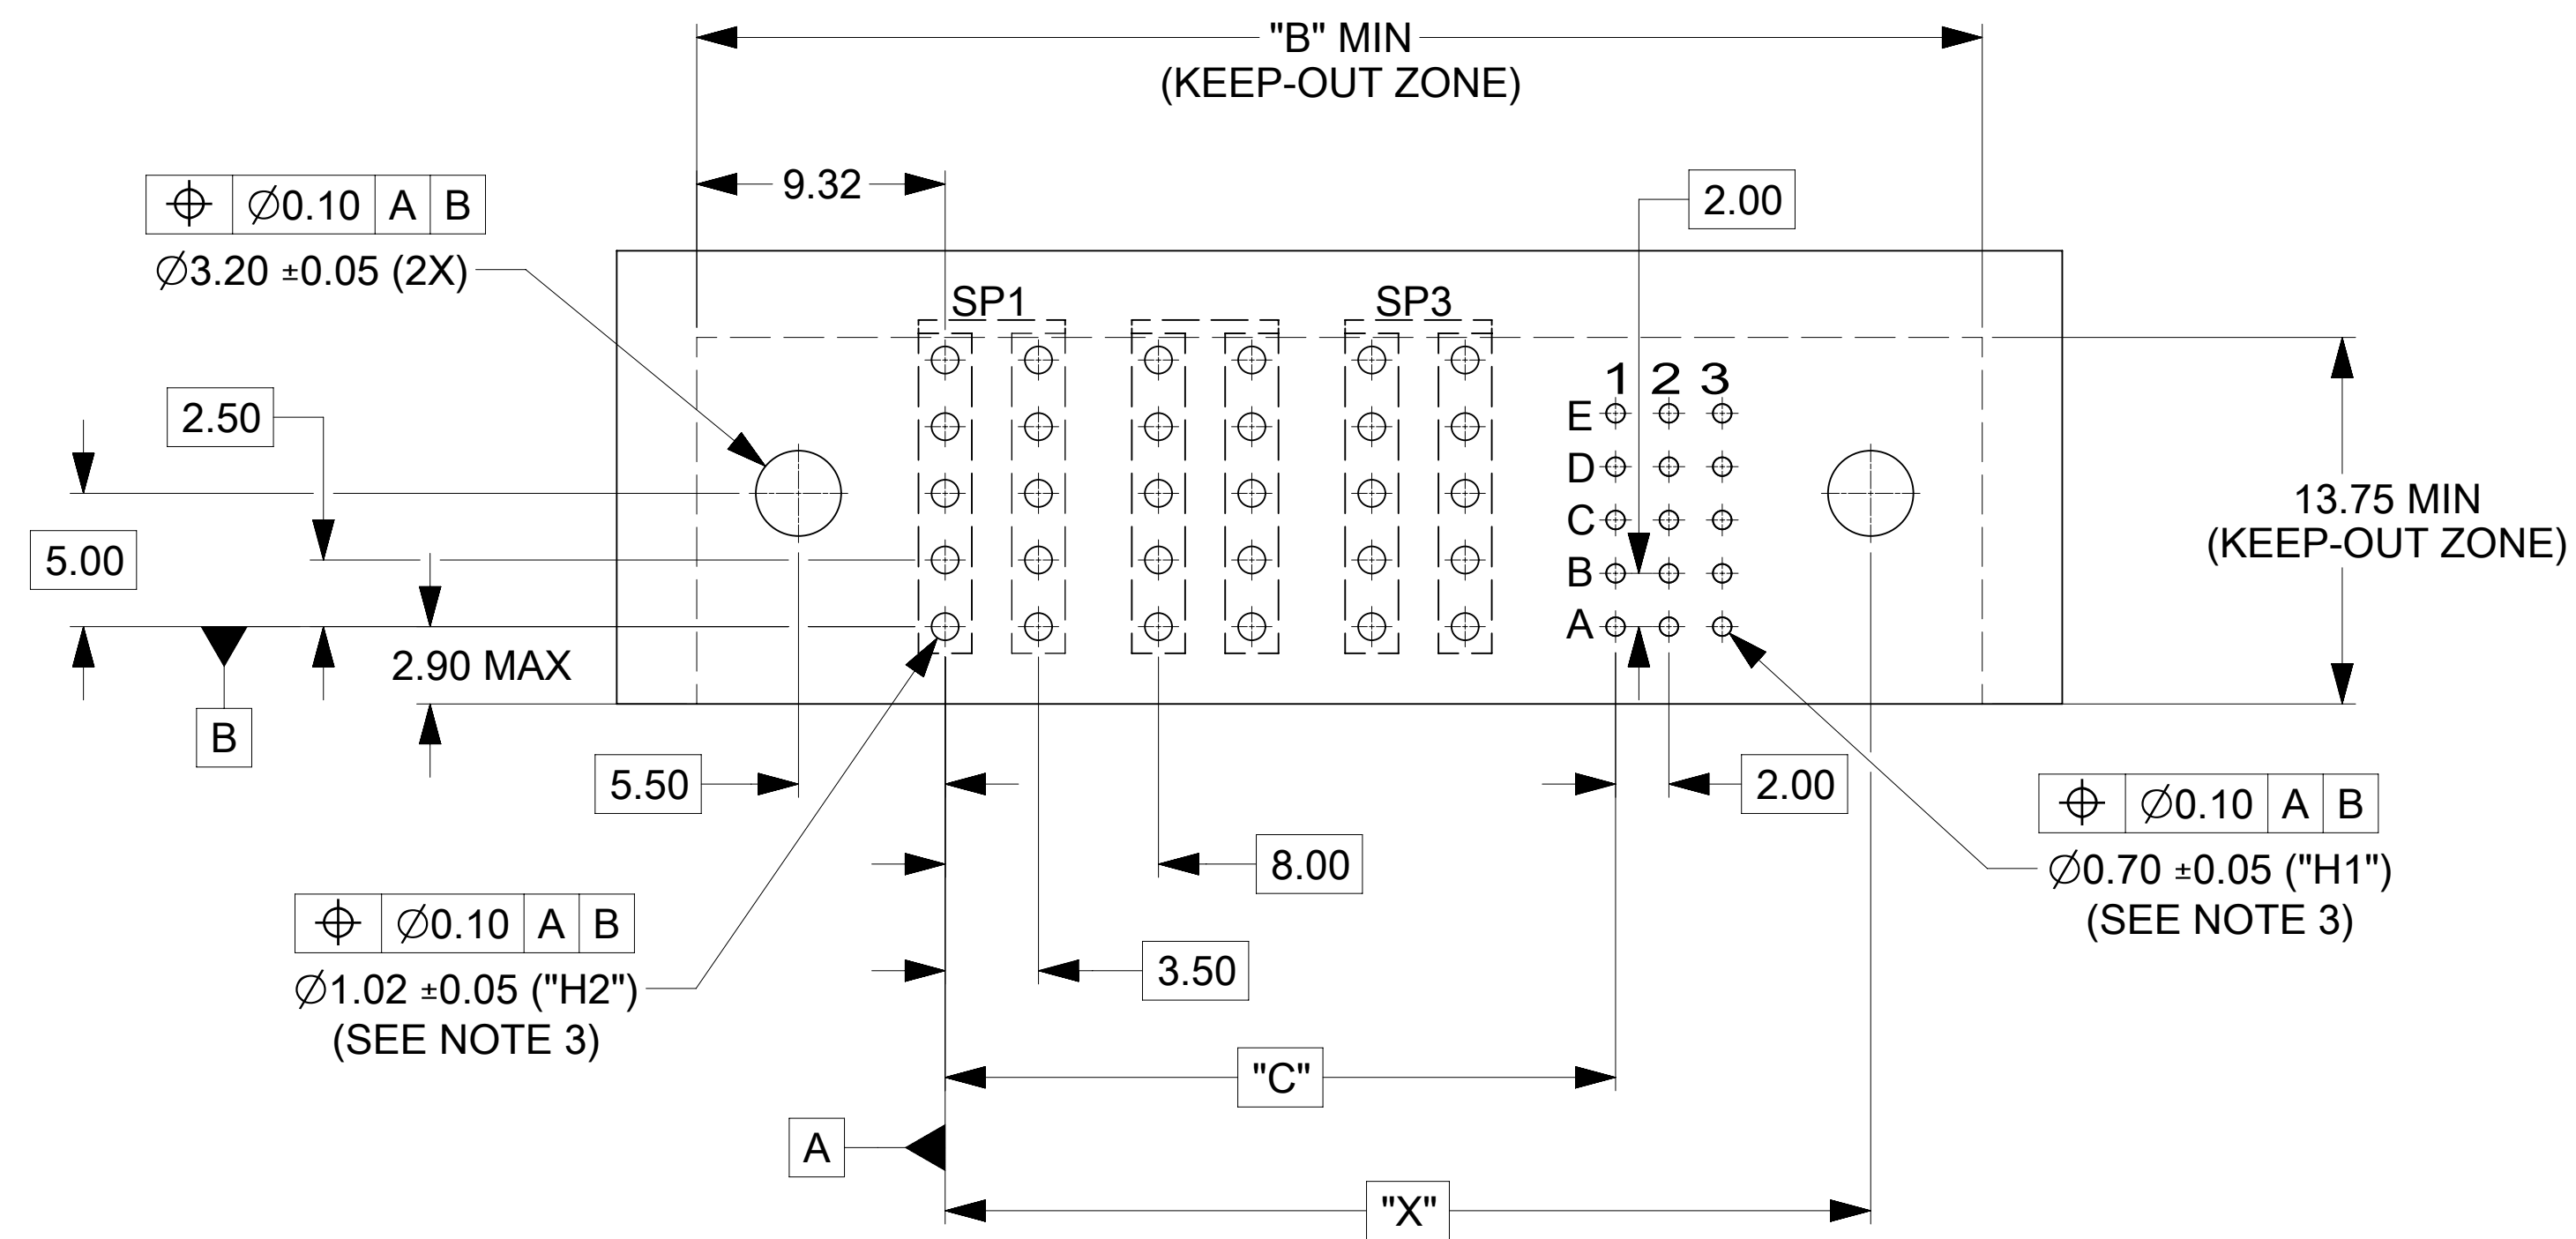 "B" MIN
(KEEP-OUT ZONE)
9.32
⌖ ∅0.10 A B
∅3.20 ±0.05 (2X)
2.00
SP1
SP3
1 2 3
2.50
E
D
C
B
A
13.75 MIN
(KEEP-OUT ZONE)
5.00
2.90 MAX
B
5.50
2.00
⌖ ∅0.10 A B
∅0.70 ±0.05 ("H1")
(SEE NOTE 3)
8.00
⌖ ∅0.10 A B
∅1.02 ±0.05 ("H2")
(SEE NOTE 3)
3.50
"C"
A
"X"